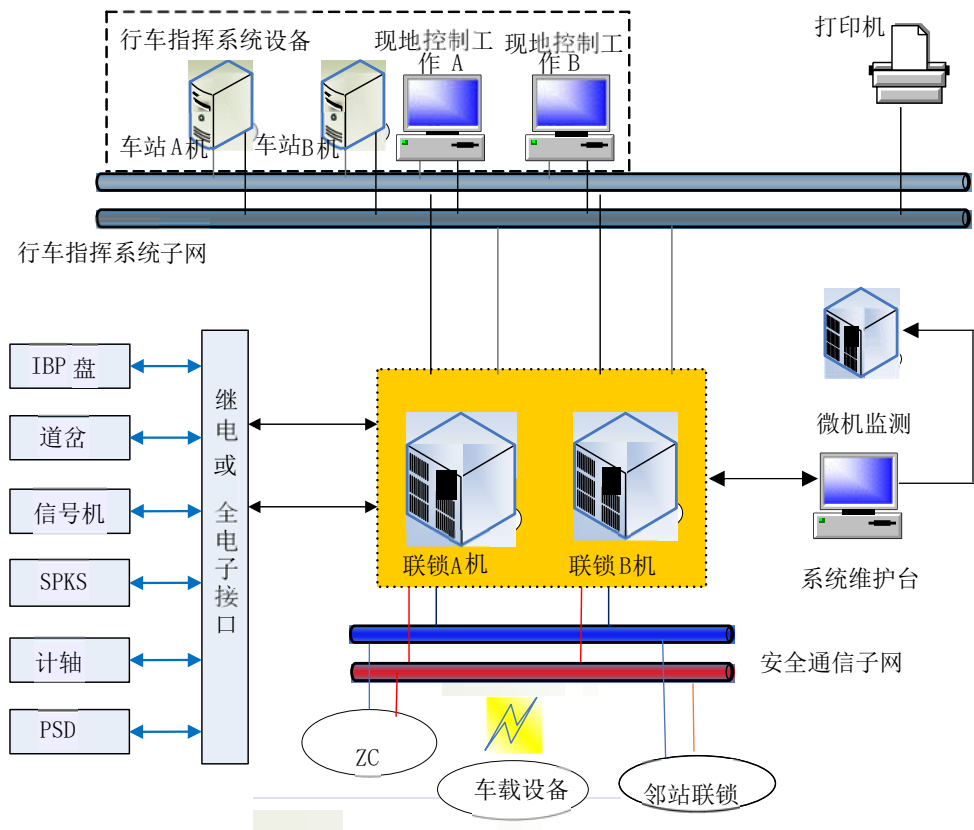 行车指挥系统设备
现地控制工
作 A
现地控制工
作 B
打印机
车站A机
车站B机
行车指挥系统子网
IBP 盘
道岔
信号机
SPKS
计轴
PSD
继电或 全电子接口
联锁A机
联锁B机
微机监测
系统维护台
安全通信子网
ZC
车载设备
邻站联锁